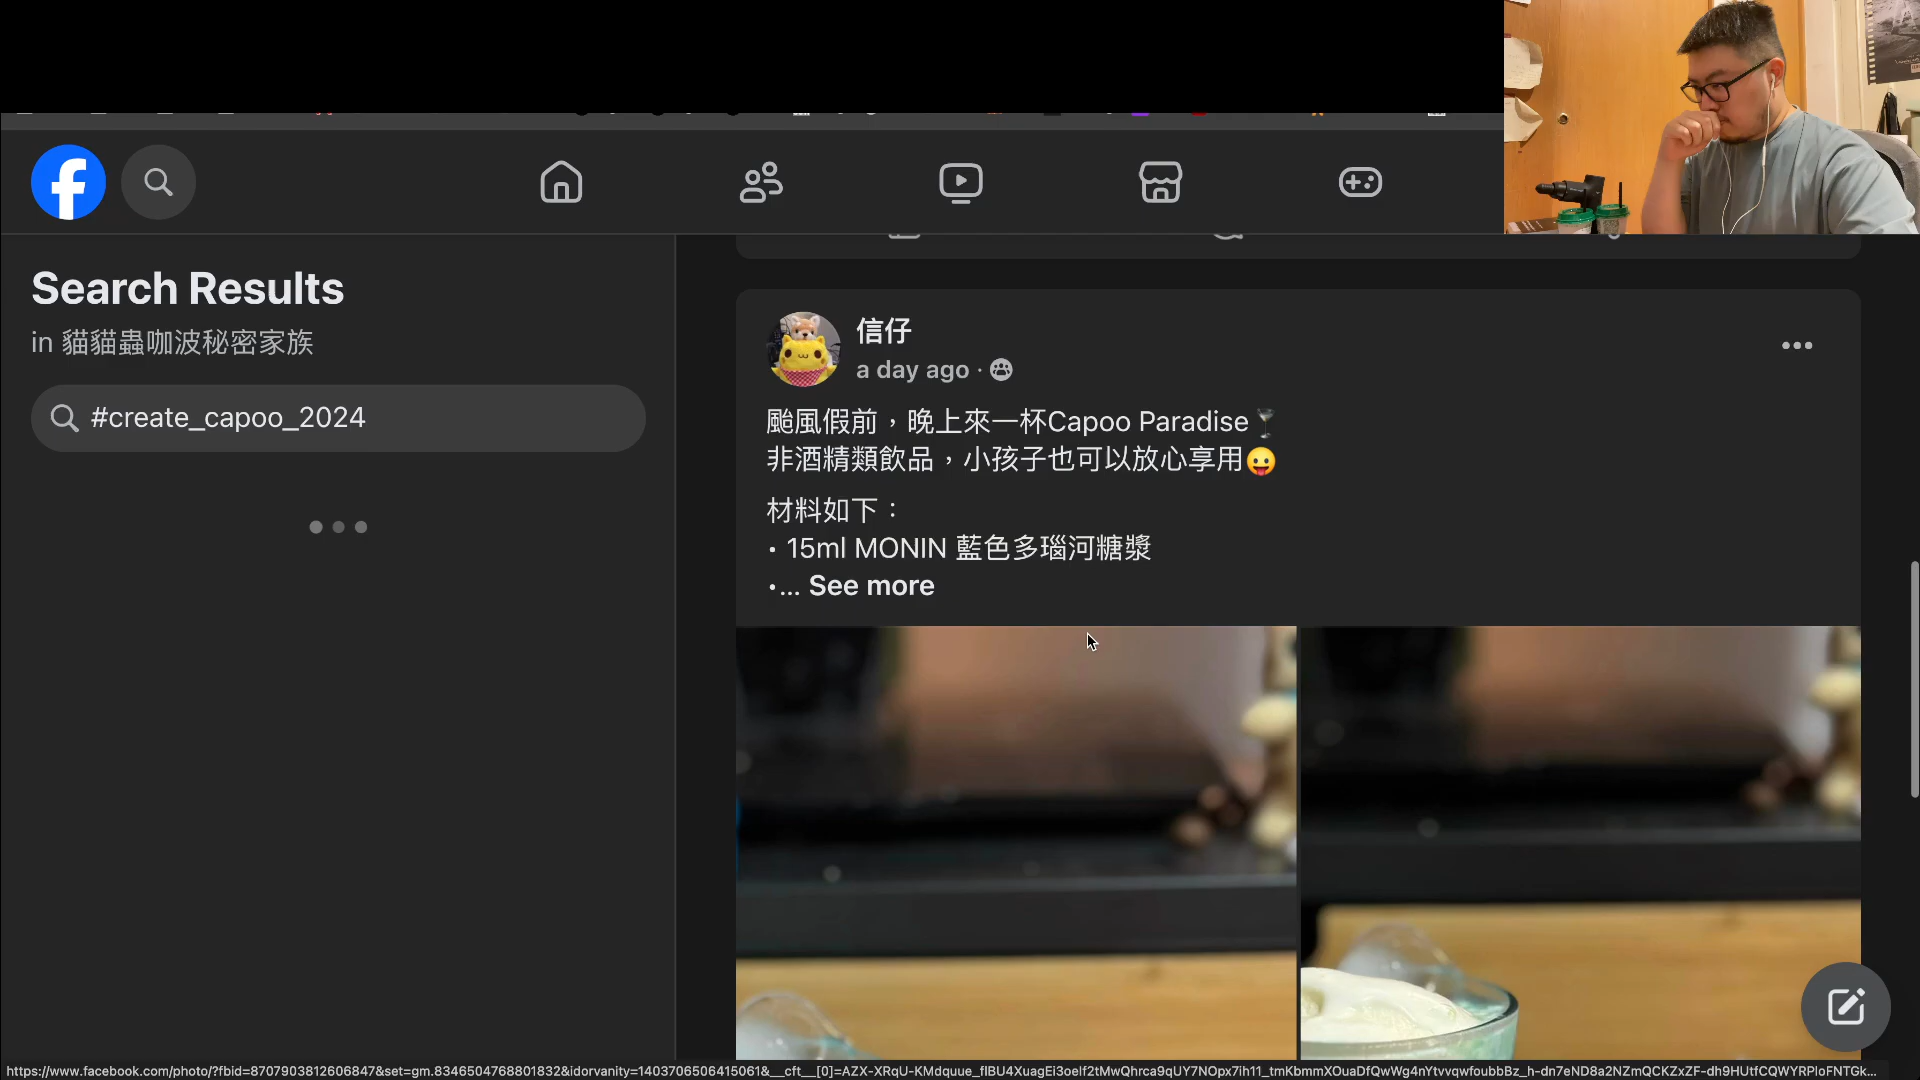 Search Results
in 貓貓蟲咖波秘密家族
#create_capoo_2024
信仔
a day ago ·
颱風假前，晚上來一杯Capoo Paradise🍸
非酒精類飲品，小孩子也可以放心享用😛
材料如下：
• 15ml MONIN 藍色多瑙河糖漿
•... See more